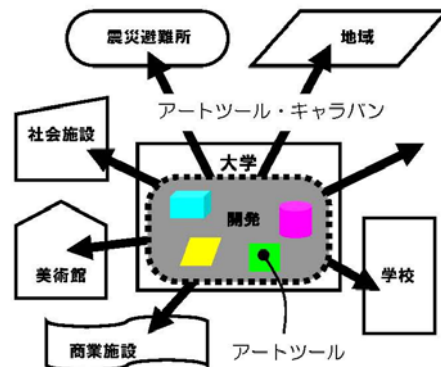 震災避難所
地域
アートツール・キャラバン
社会施設
大学
開発
美術館
学校
商業施設
アートツール